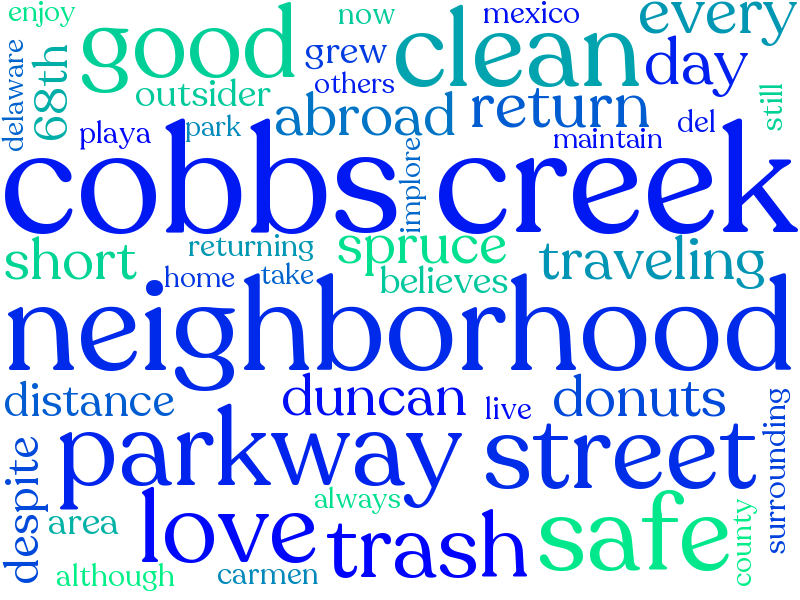 enjoy
now
mexico
every
good
clean
delaware
68th
grew
day
others
outsider
abroad
return
still
playa
park
maintain
del
cobbs
implore
creek
short
returning
spruce
traveling
home
take
believes
neighborhood
distance
duncan
live
donuts
surrounding
despite
parkway
street
always
area
love
trash
safe
county
although
carmen